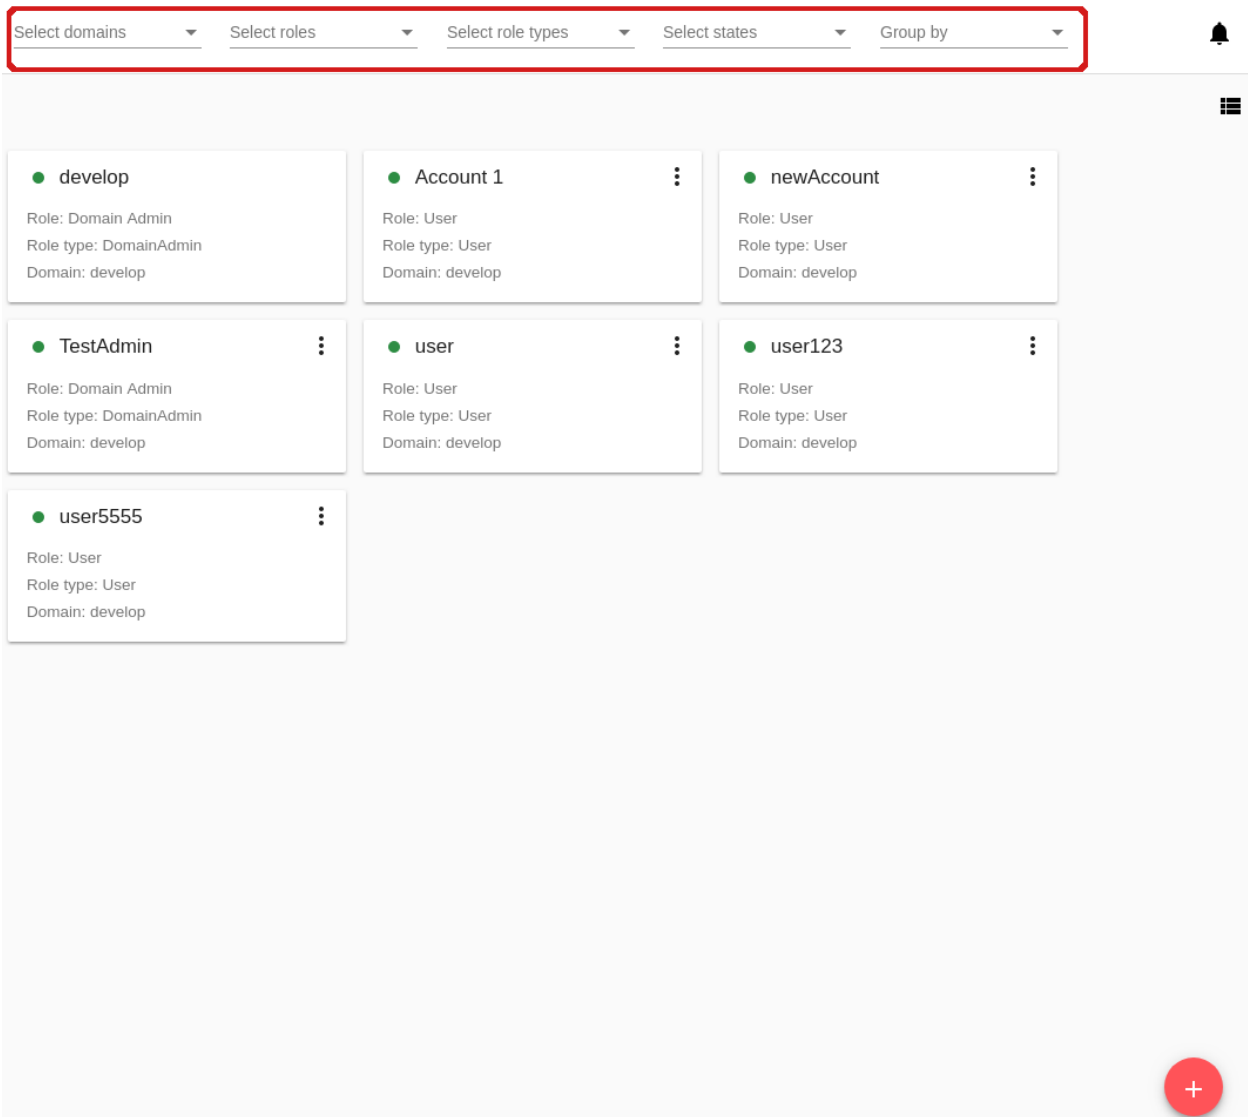 Select domains
Select roles
Select role types
Select states
Group by
develop
Role: Domain Admin
Role type: DomainAdmin
Domain: develop
Account 1
Role: User
Role type: User
Domain: develop
newAccount
Role: User
Role type: User
Domain: develop
TestAdmin
Role: Domain Admin
Role type: DomainAdmin
Domain: develop
user
Role: User
Role type: User
Domain: develop
user123
Role: User
Role type: User
Domain: develop
user5555
Role: User
Role type: User
Domain: develop